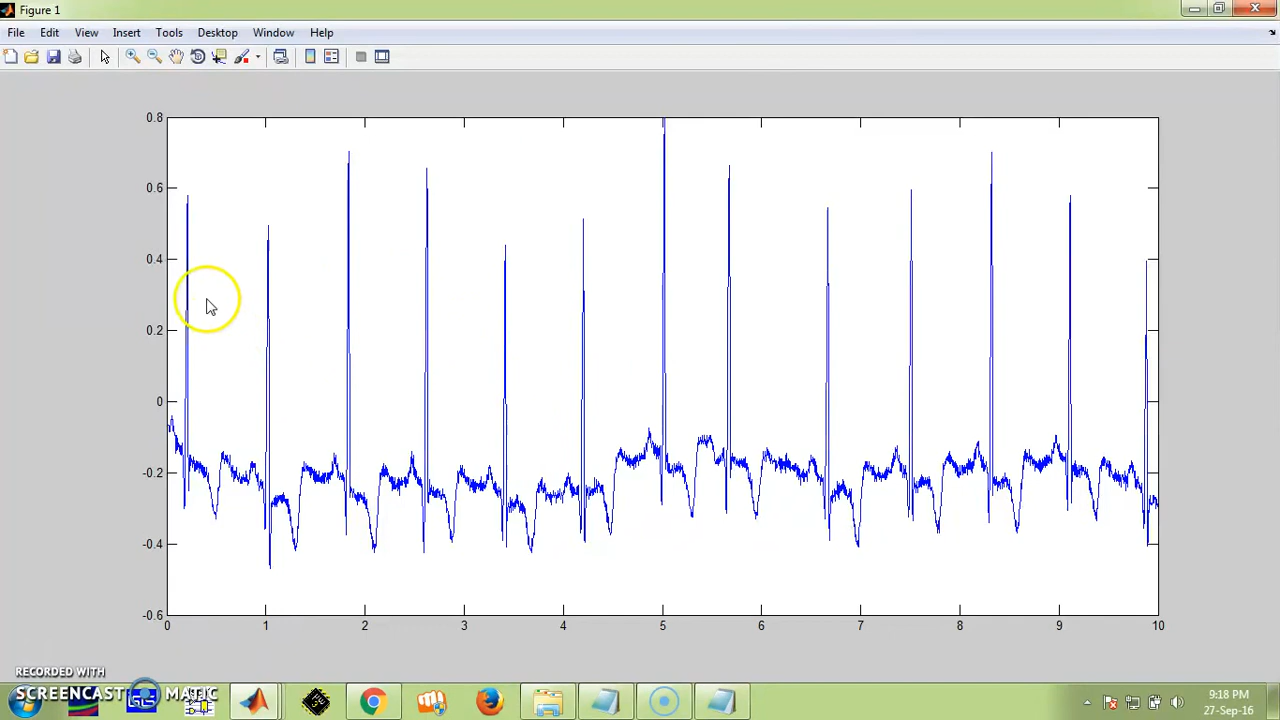 Figure 1
File Edit View Insert Tools Desktop Window Help
0.8
0.6
0.4
0.2
0
-0.2
-0.4
-0.6
0 1 2 3 4 5 6 7 8 9 10
RECORDED WITH
SCREENCAST MATIC
9:18 PM
27-Sep-16